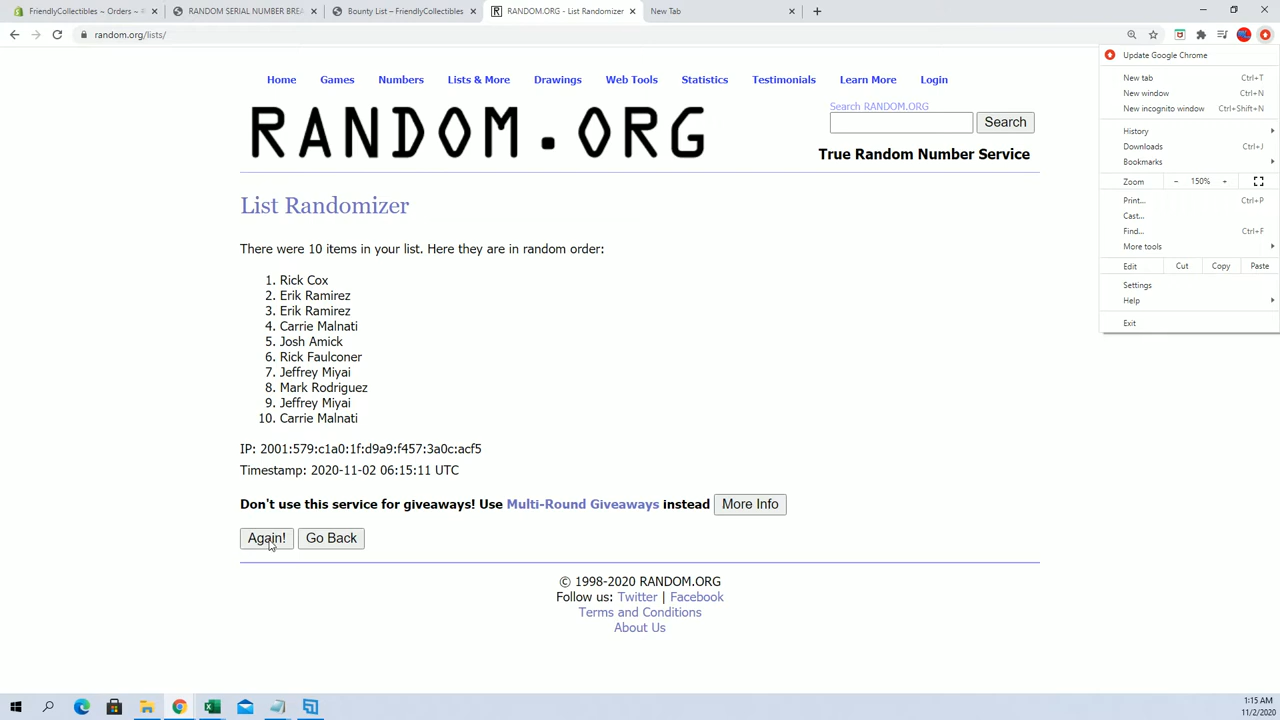 FriendlyCollectibles ~ Orders ~
RANDOM SERIAL NUMBER BREA
Bounty List – FriendlyCollectibles
RANDOM.ORG - List Randomizer
New Tab
random.org/lists/
Update Google Chrome
New tab Ctrl+T
New window Ctrl+N
New incognito window Ctrl+Shift+N
History
Downloads Ctrl+J
Bookmarks
Zoom - 150% +
Print... Ctrl+P
Cast...
Find... Ctrl+F
More tools
Edit Cut Copy Paste
Settings
Help
Exit
Home Games Numbers Lists & More Drawings Web Tools Statistics Testimonials Learn More Login
RANDOM.ORG
Search RANDOM.ORG
Search
True Random Number Service
List Randomizer
There were 10 items in your list. Here they are in random order:
1. Rick Cox
2. Erik Ramirez
3. Erik Ramirez
4. Carrie Malnati
5. Josh Amick
6. Rick Faulconer
7. Jeffrey Miyai
8. Mark Rodriguez
9. Jeffrey Miyai
10. Carrie Malnati
IP: 2001:579:c1a0:1f:d9a9:f457:3a0c:acf5
Timestamp: 2020-11-02 06:15:11 UTC
Don't use this service for giveaways! Use Multi-Round Giveaways instead More Info
Again! Go Back
© 1998-2020 RANDOM.ORG
Follow us: Twitter | Facebook
Terms and Conditions
About Us
1:15 AM
11/2/2020